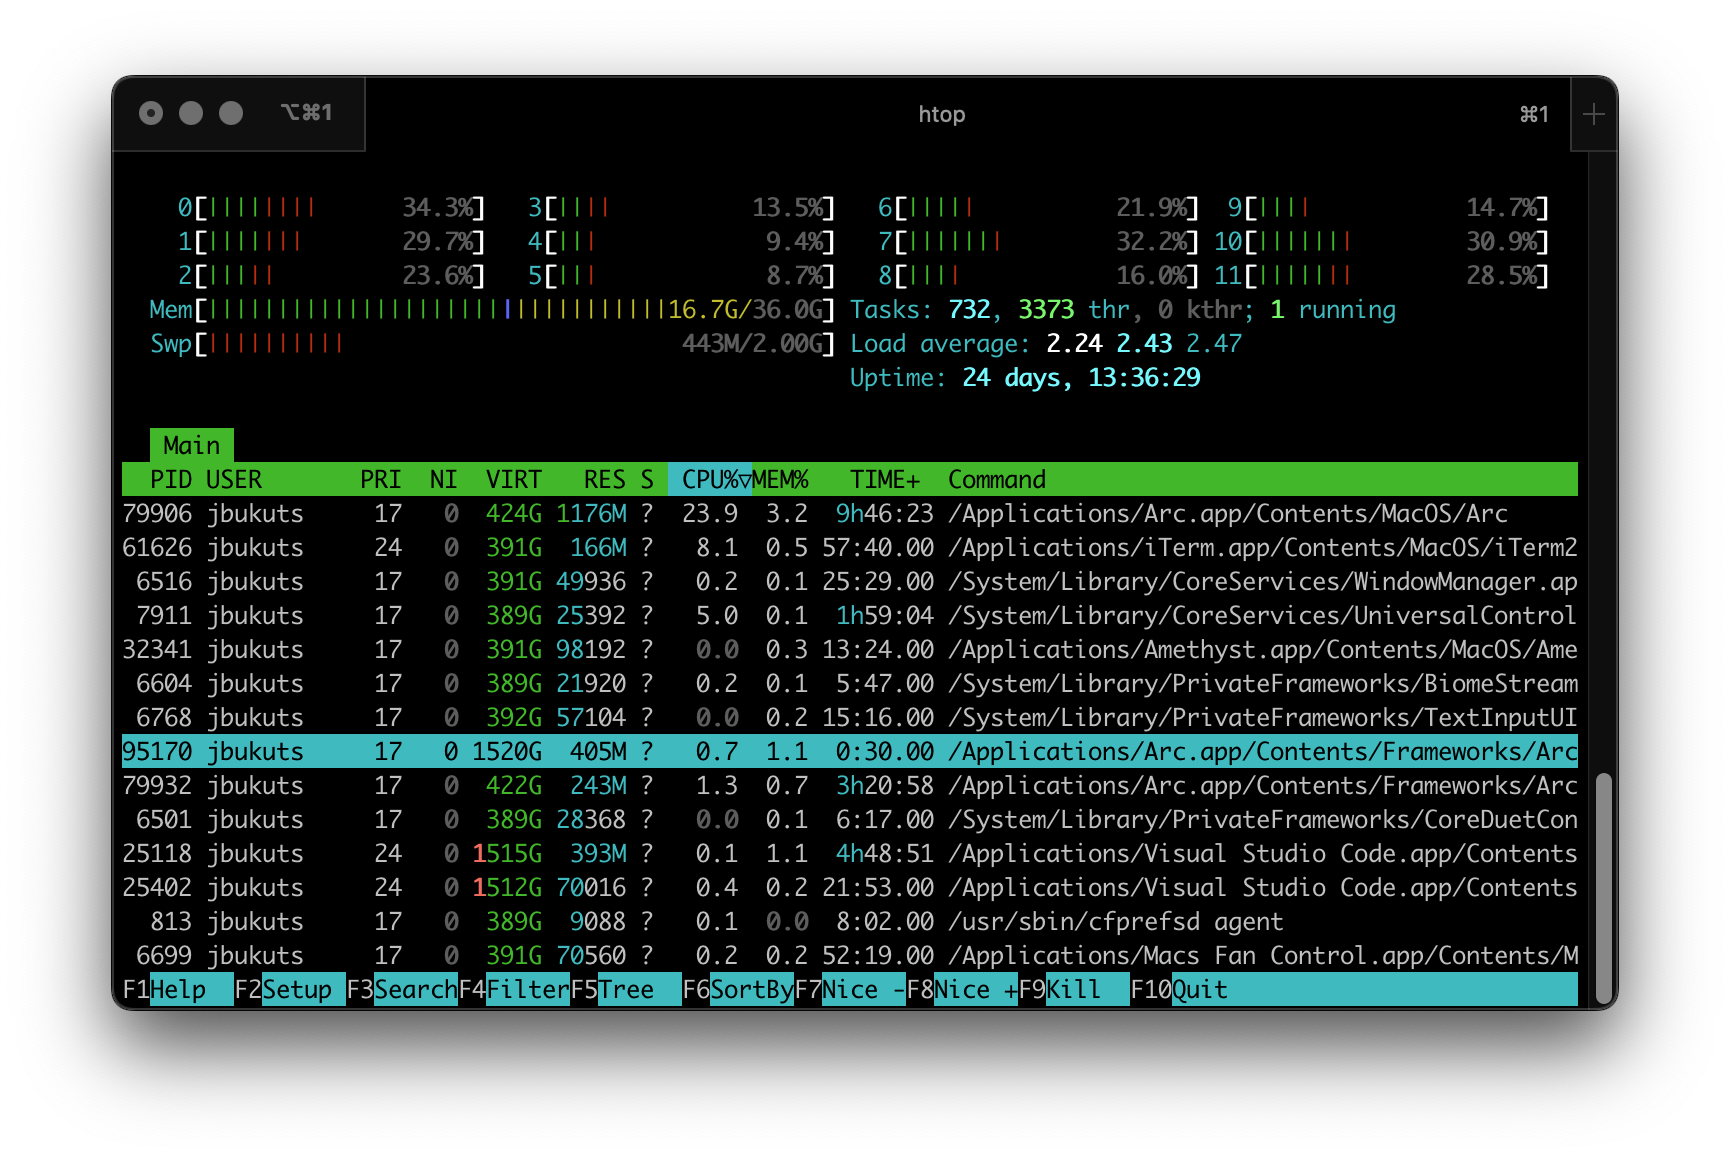 ⌥⌘1 htop ⌘1 +
0[|||||||| 34.3%] 3[|||| 13.5%] 6[||||| 21.9%] 9[|||| 14.7%]
1[||||||| 29.7%] 4[||| 9.4%] 7[||||||| 32.2%] 10[||||||| 30.9%]
2[||||| 23.6%] 5[||| 8.7%] 8[|||| 16.0%] 11[||||||| 28.5%]
Mem[|||||||||||||||||||||||||||||||||16.7G/36.0G] Tasks: 732, 3373 thr, 0 kthr; 1 running
Swp[|||||||||| 443M/2.00G] Load average: 2.24 2.43 2.47
Uptime: 24 days, 13:36:29
Main
PID USER PRI NI VIRT RES S CPU%▽MEM% TIME+ Command
79906 jbukuts 17 0 424G 1176M ? 23.9 3.2 9h46:23 /Applications/Arc.app/Contents/MacOS/Arc
61626 jbukuts 24 0 391G 166M ? 8.1 0.5 57:40.00 /Applications/iTerm.app/Contents/MacOS/iTerm2
6516 jbukuts 17 0 391G 49936 ? 0.2 0.1 25:29.00 /System/Library/CoreServices/WindowManager.ap
7911 jbukuts 17 0 389G 25392 ? 5.0 0.1 1h59:04 /System/Library/CoreServices/UniversalControl
32341 jbukuts 17 0 391G 98192 ? 0.0 0.3 13:24.00 /Applications/Amethyst.app/Contents/MacOS/Ame
6604 jbukuts 17 0 389G 21920 ? 0.2 0.1 5:47.00 /System/Library/PrivateFrameworks/BiomeStream
6768 jbukuts 17 0 392G 57104 ? 0.0 0.2 15:16.00 /System/Library/PrivateFrameworks/TextInputUI
95170 jbukuts 17 0 1520G 405M ? 0.7 1.1 0:30.00 /Applications/Arc.app/Contents/Frameworks/Arc
79932 jbukuts 17 0 422G 243M ? 1.3 0.7 3h20:58 /Applications/Arc.app/Contents/Frameworks/Arc
6501 jbukuts 17 0 389G 28368 ? 0.0 0.1 6:17.00 /System/Library/PrivateFrameworks/CoreDuetCon
25118 jbukuts 24 0 1515G 393M ? 0.1 1.1 4h48:51 /Applications/Visual Studio Code.app/Contents
25402 jbukuts 24 0 1512G 70016 ? 0.4 0.2 21:53.00 /Applications/Visual Studio Code.app/Contents
813 jbukuts 17 0 389G 9088 ? 0.1 0.0 8:02.00 /usr/sbin/cfprefsd agent
6699 jbukuts 17 0 391G 70560 ? 0.2 0.2 52:19.00 /Applications/Macs Fan Control.app/Contents/M
F1Help F2Setup F3SearchF4FilterF5Tree F6SortByF7Nice -F8Nice +F9Kill F10Quit